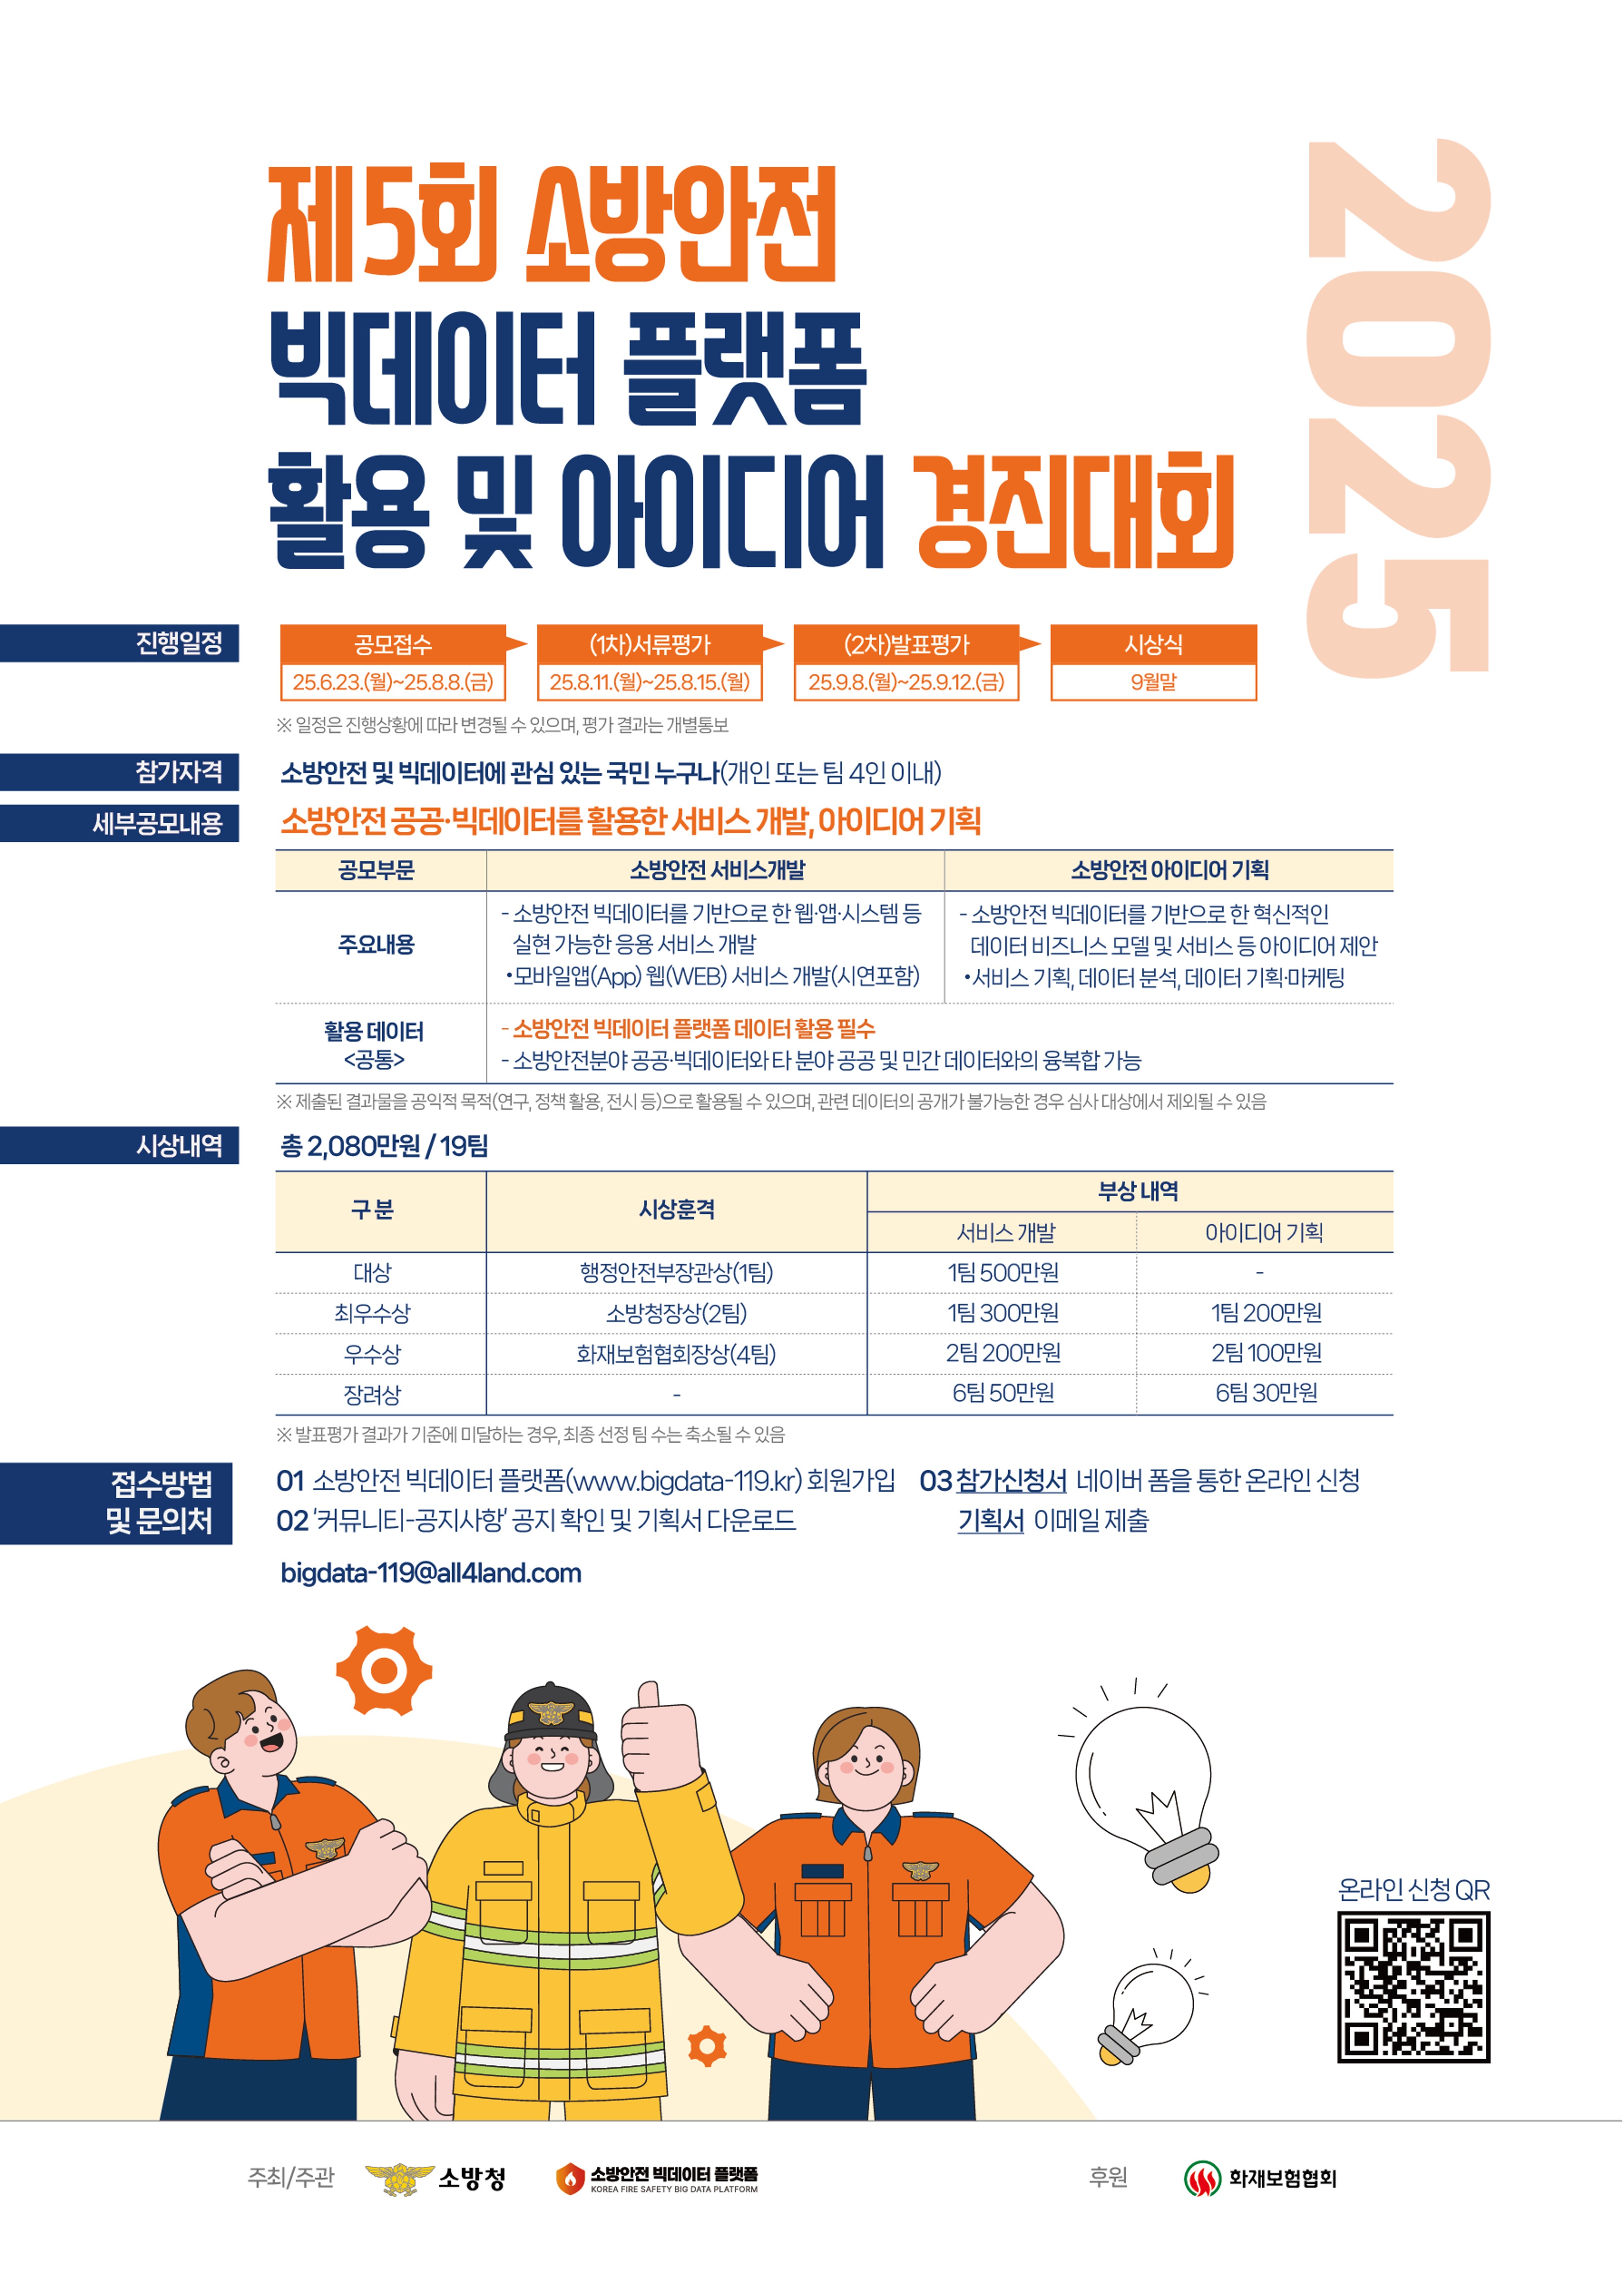 2025
제5회 소방안전
빅데이터 플랫폼
활용 및 아이디어 경진대회
진행일정
공모접수
25.6.23.(월)~25.8.8.(금)
(1차)서류평가
25.8.11.(월)~25.8.15.(월)
(2차)발표평가
25.9.8.(월)~25.9.12.(금)
시상식
9월말
※ 일정은 진행상황에 따라 변경될 수 있으며, 평가 결과는 개별통보
참가자격
소방안전 및 빅데이터에 관심 있는 국민 누구나(개인 또는 팀 4인 이내)
세부공모내용
소방안전 공공·빅데이터를 활용한 서비스 개발, 아이디어 기획
공모부문
소방안전 서비스개발
소방안전 아이디어 기획
주요내용
- 소방안전 빅데이터를 기반으로 한 웹·앱·시스템 등
실현 가능한 응용 서비스 개발
•모바일앱(App) 웹(WEB) 서비스 개발(시연포함)
- 소방안전 빅데이터를 기반으로 한 혁신적인
데이터 비즈니스 모델 및 서비스 등 아이디어 제안
•서비스 기획, 데이터 분석, 데이터 기획·마케팅
활용 데이터
<공통>
- 소방안전 빅데이터 플랫폼 데이터 활용 필수
- 소방안전분야 공공·빅데이터와 타 분야 공공 및 민간 데이터와의 융복합 가능
※ 제출된 결과물을 공익적 목적(연구, 정책 활용, 전시 등)으로 활용될 수 있으며, 관련 데이터의 공개가 불가능한 경우 심사 대상에서 제외될 수 있음
시상내역
총 2,080만원 / 19팀
구 분
시상훈격
부상 내역
서비스 개발
아이디어 기획
대상
행정안전부장관상(1팀)
1팀 500만원
-
최우수상
소방청장상(2팀)
1팀 300만원
1팀 200만원
우수상
화재보험협회장상(4팀)
2팀 200만원
2팀 100만원
장려상
-
6팀 50만원
6팀 30만원
※ 발표평가 결과가 기준에 미달하는 경우, 최종 선정 팀 수는 축소될 수 있음
접수방법
및 문의처
01 소방안전 빅데이터 플랫폼(www.bigdata-119.kr) 회원가입
02 '커뮤니티-공지사항' 공지 확인 및 기획서 다운로드
03 참가신청서 네이버 폼을 통한 온라인 신청
기획서 이메일 제출
bigdata-119@all4land.com
온라인 신청 QR
주최/주관
소방청
소방안전 빅데이터 플랫폼
KOREA FIRE SAFETY BIG DATA PLATFORM
후원
화재보험협회